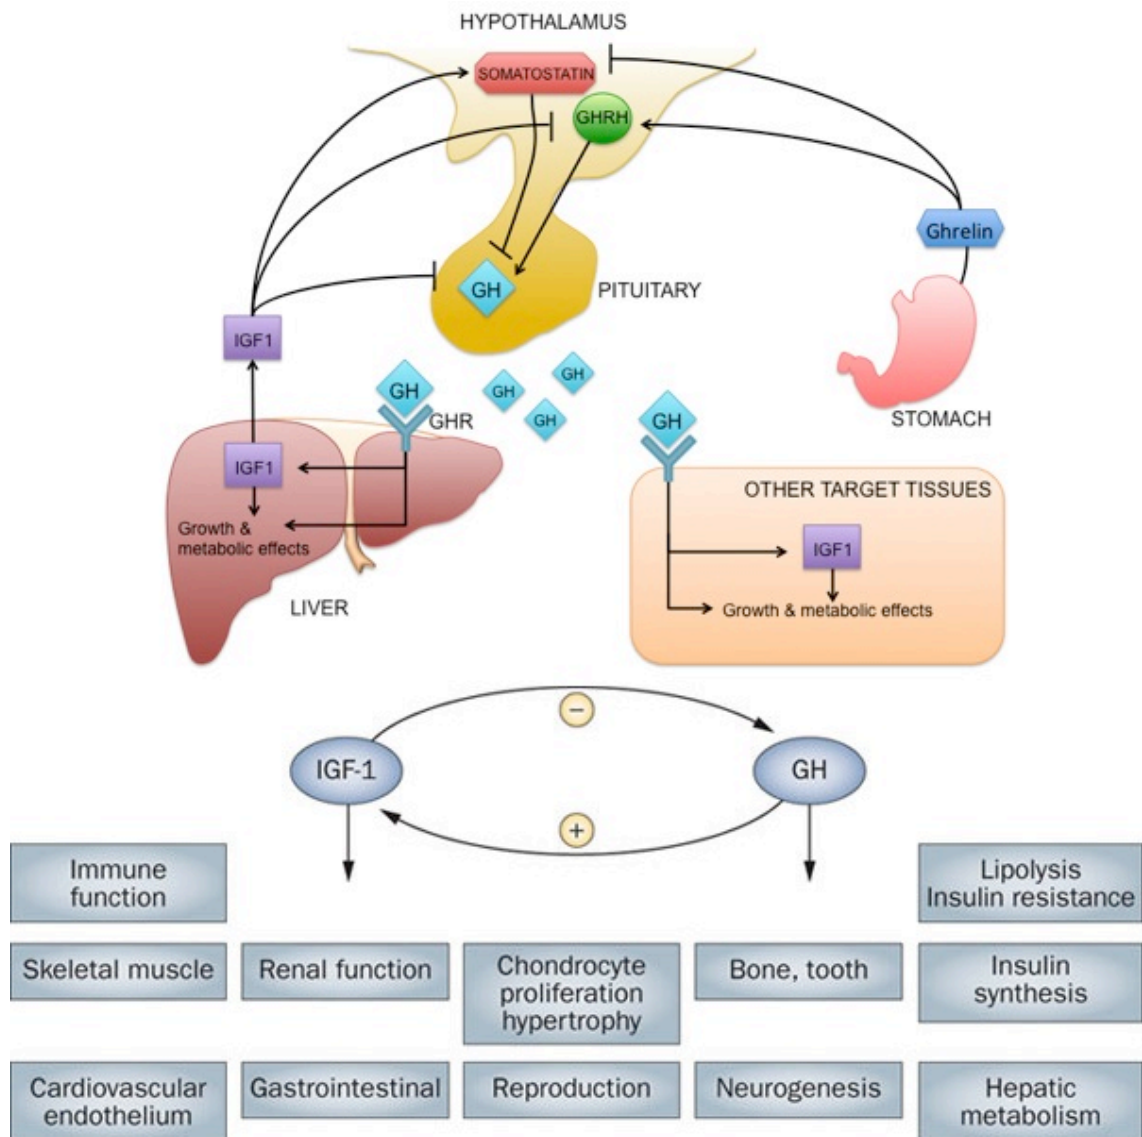 HYPOTHALAMUS
SOMATOSTATIN
GHRH
Ghrelin
GH
PITUITARY
IGF1
GH
GHR
GH
GH
GH
GH
STOMACH
IGF1
Growth &
metabolic effects
LIVER
OTHER TARGET TISSUES
IGF1
Growth & metabolic effects
−
IGF-1
GH
+
Immune
function
Lipolysis
Insulin resistance
Skeletal muscle
Renal function
Chondrocyte
proliferation
hypertrophy
Bone, tooth
Insulin
synthesis
Cardiovascular
endothelium
Gastrointestinal
Reproduction
Neurogenesis
Hepatic
metabolism